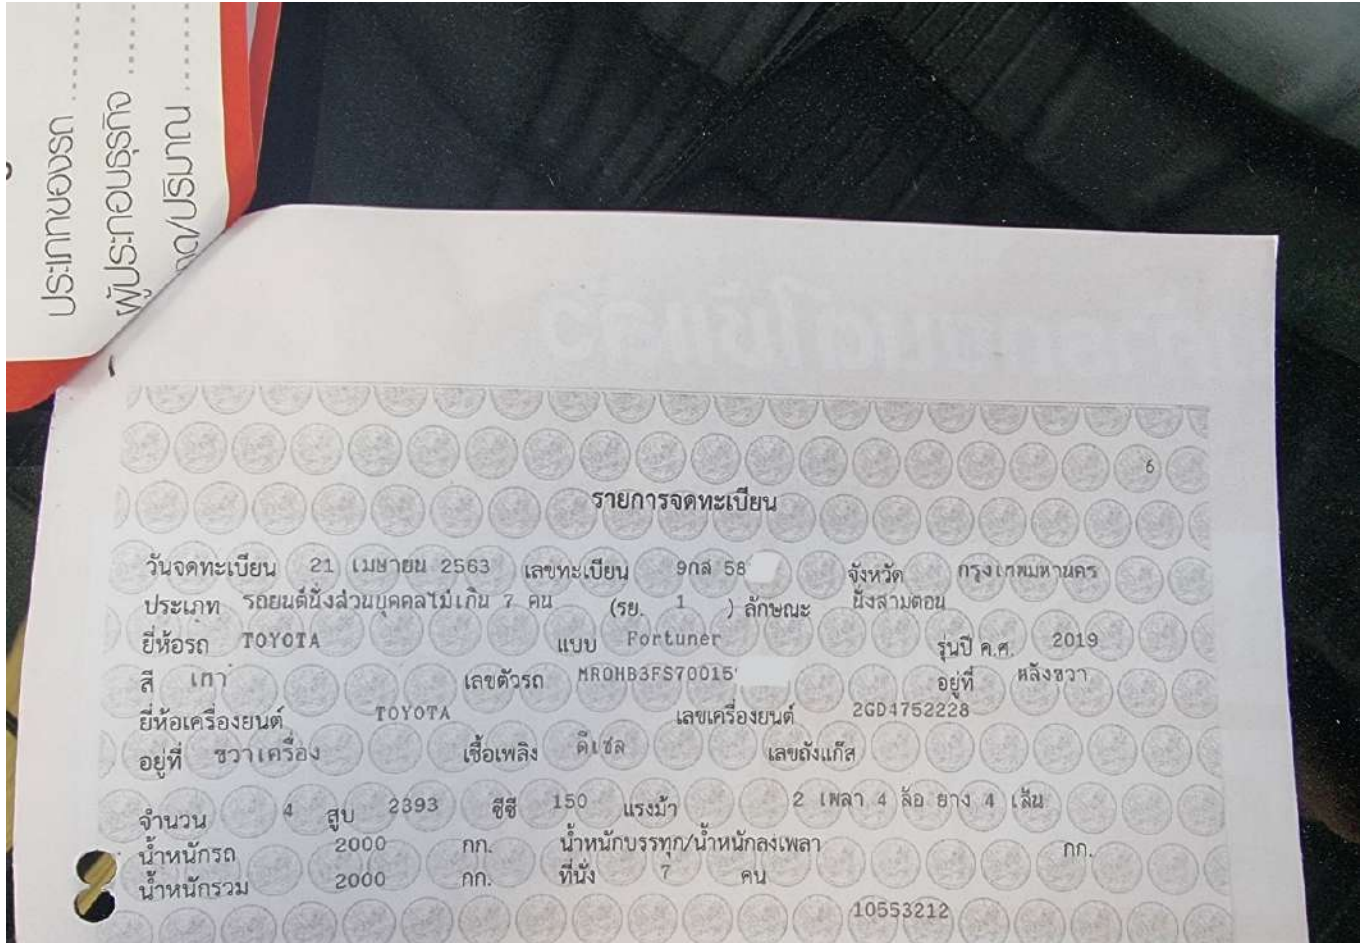 ประเภทของรถ
ผู้ประกอบธุรกิจ
/ปริมาณ
6
รายการจดทะเบียน
วันจดทะเบียน 21 เมษายน 2563 เลขทะเบียน 9กส 58 จังหวัด กรุงเทพมหานคร
ประเภท รถยนต์นั่งส่วนบุคคลไม่เกิน 7 คน (รย. 1 ) ลักษณะ นั่งสามตอน
ยี่ห้อรถ TOYOTA แบบ Fortuner รุ่นปี ค.ศ. 2019
สี เทา เลขตัวรถ MR0HB3FS70015 อยู่ที่ หลังขวา
ยี่ห้อเครื่องยนต์ TOYOTA เลขเครื่องยนต์ 2GD4752228
อยู่ที่ ขวาเครื่อง เชื้อเพลิง ดีเซล เลขถังแก๊ส
จำนวน 4 สูบ 2393 ซีซี 150 แรงม้า 2 เพลา 4 ล้อ ยาง 4 เส้น
น้ำหนักรถ 2000 กก. น้ำหนักบรรทุก/น้ำหนักลงเพลา กก.
น้ำหนักรวม 2000 กก. ที่นั่ง 7 คน
10553212